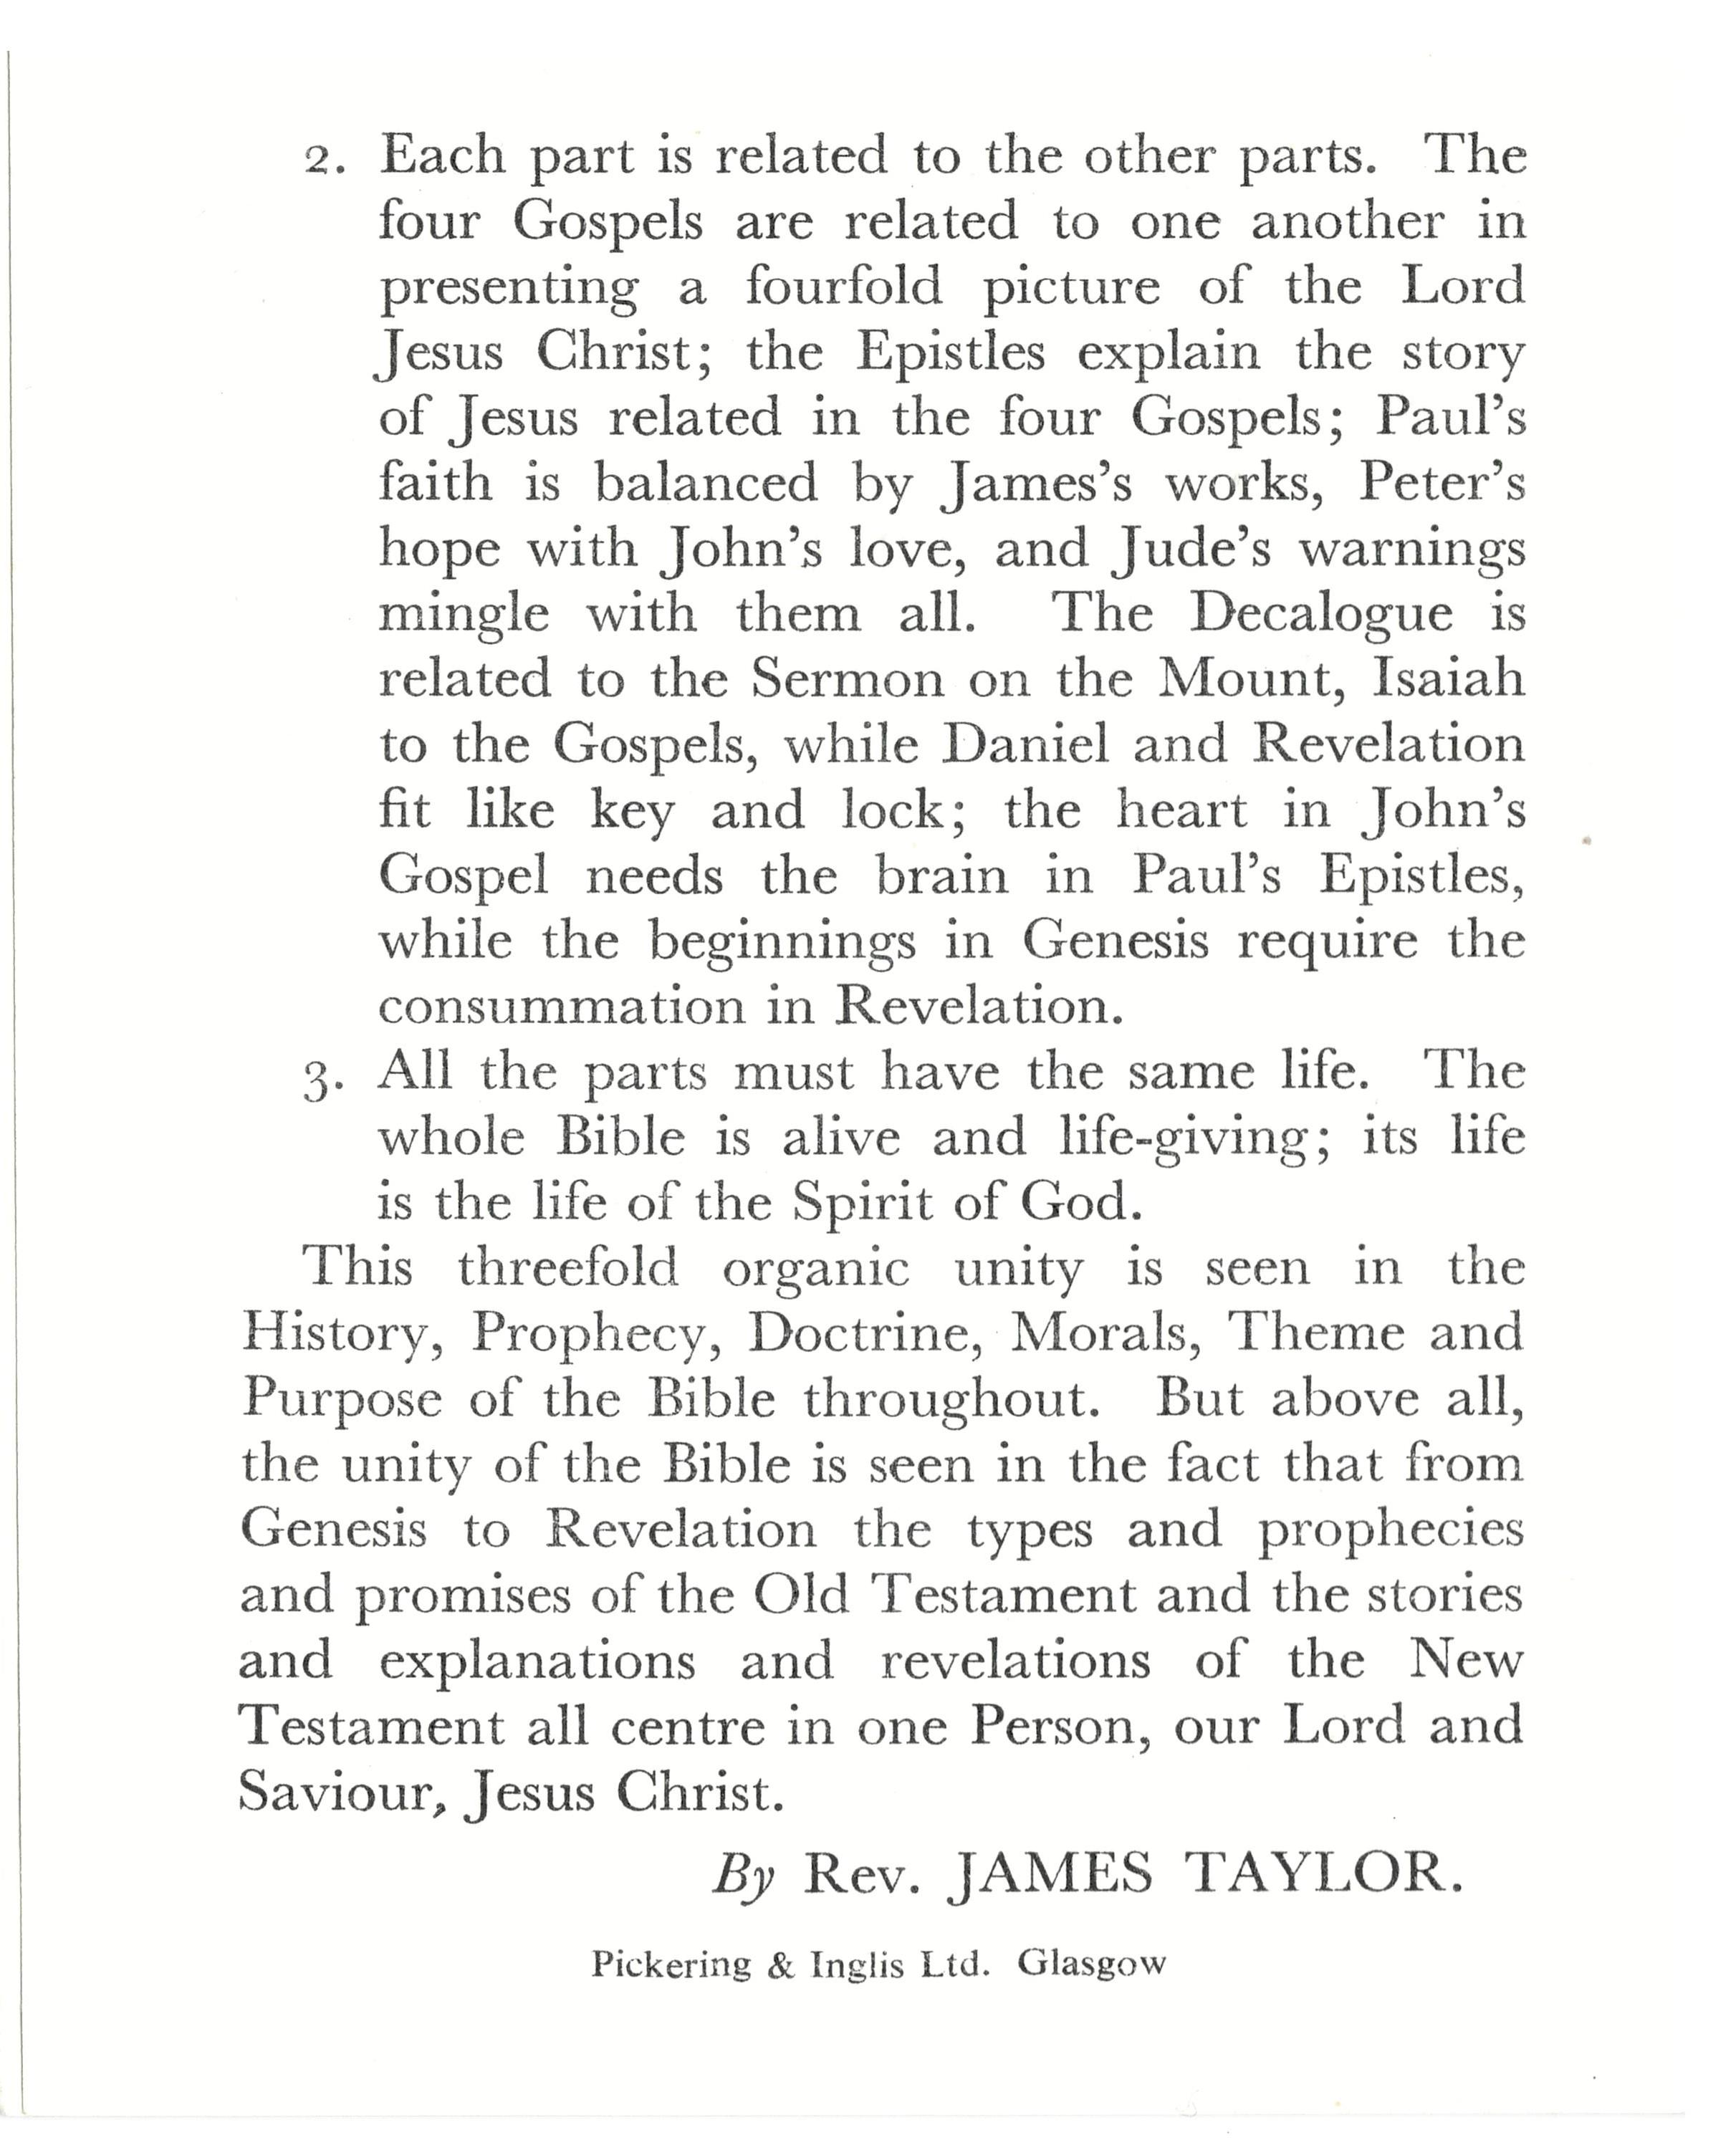 2. Each part is related to the other parts. The
four Gospels are related to one another in
presenting a fourfold picture of the Lord
Jesus Christ; the Epistles explain the story
of Jesus related in the four Gospels; Paul's
faith is balanced by James's works, Peter's
hope with John's love, and Jude's warnings
mingle with them all. The Decalogue is
related to the Sermon on the Mount, Isaiah
to the Gospels, while Daniel and Revelation
fit like key and lock; the heart in John's
Gospel needs the brain in Paul's Epistles,
while the beginnings in Genesis require the
consummation in Revelation.
3. All the parts must have the same life. The
whole Bible is alive and life-giving; its life
is the life of the Spirit of God.
This threefold organic unity is seen in the
History, Prophecy, Doctrine, Morals, Theme and
Purpose of the Bible throughout. But above all,
the unity of the Bible is seen in the fact that from
Genesis to Revelation the types and prophecies
and promises of the Old Testament and the stories
and explanations and revelations of the New
Testament all centre in one Person, our Lord and
Saviour, Jesus Christ.
By Rev. JAMES TAYLOR.
Pickering & Inglis Ltd. Glasgow